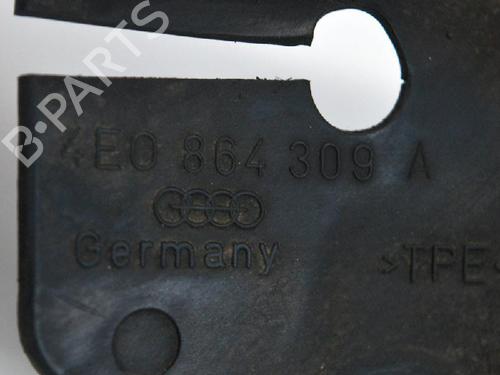 B·PARTS
4E0 864 309 A
Germany
>TPE<